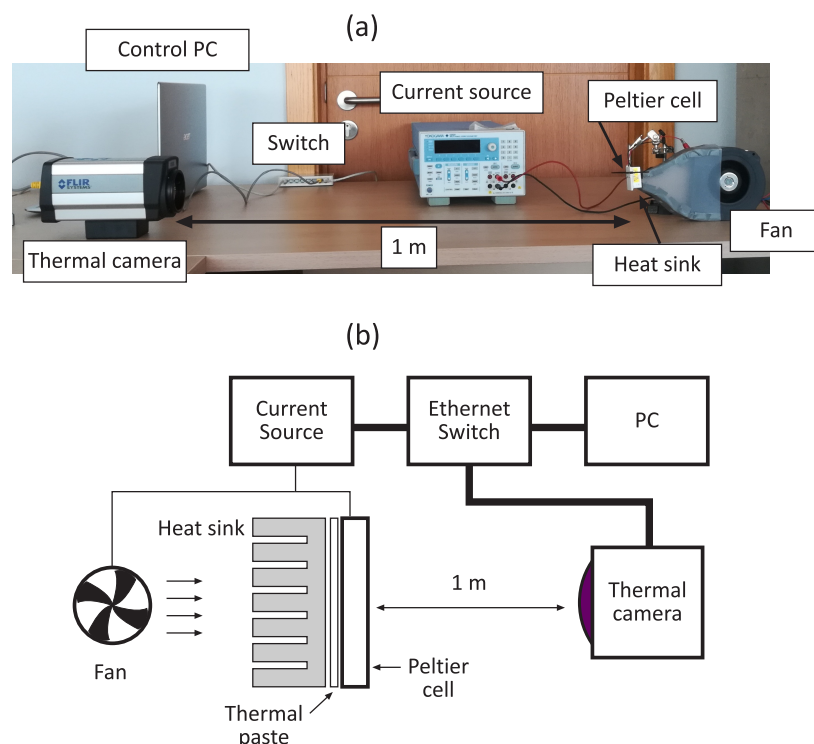 (a)
Control PC
Current source
Peltier cell
Switch
FLIR
SYSTEMS
1 m
Fan
Thermal camera
Heat sink
(b)
Current
Source
Ethernet
Switch
PC
Heat sink
1 m
Thermal
camera
Fan
Peltier
cell
Thermal
paste